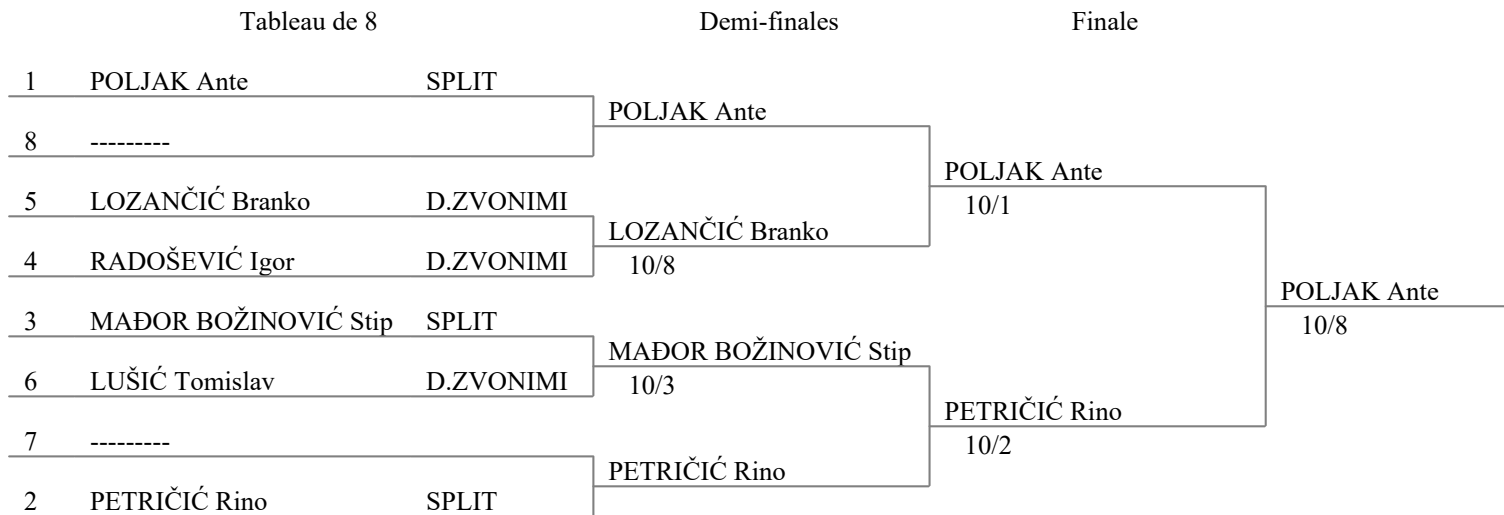 Tableau de 8 Demi-finales Finale
1 POLJAK Ante SPLIT
POLJAK Ante
8 ---------
POLJAK Ante
5 LOZANČIĆ Branko D.ZVONIMI
10/1
LOZANČIĆ Branko
4 RADOŠEVIĆ Igor D.ZVONIMI
10/8
POLJAK Ante
3 MAĐOR BOŽINOVIĆ Stip SPLIT
10/8
MAĐOR BOŽINOVIĆ Stip
6 LUŠIĆ Tomislav D.ZVONIMI
10/3
PETRIČIĆ Rino
7 ---------
10/2
PETRIČIĆ Rino
2 PETRIČIĆ Rino SPLIT